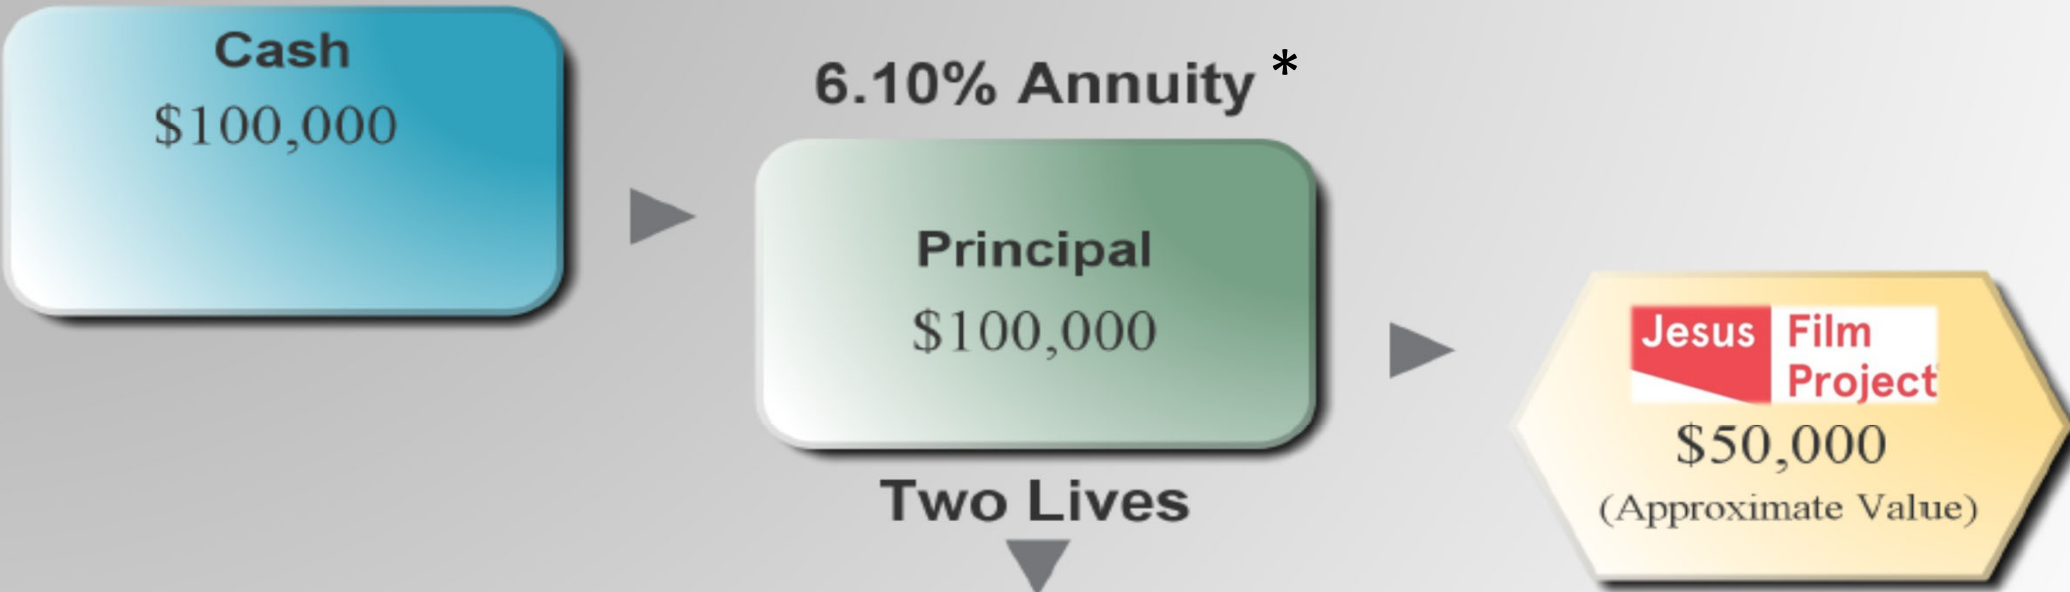 Cash
$100,000
6.10% Annuity *
Principal
$100,000
Two Lives
Jesus Film
Project
$50,000
(Approximate Value)